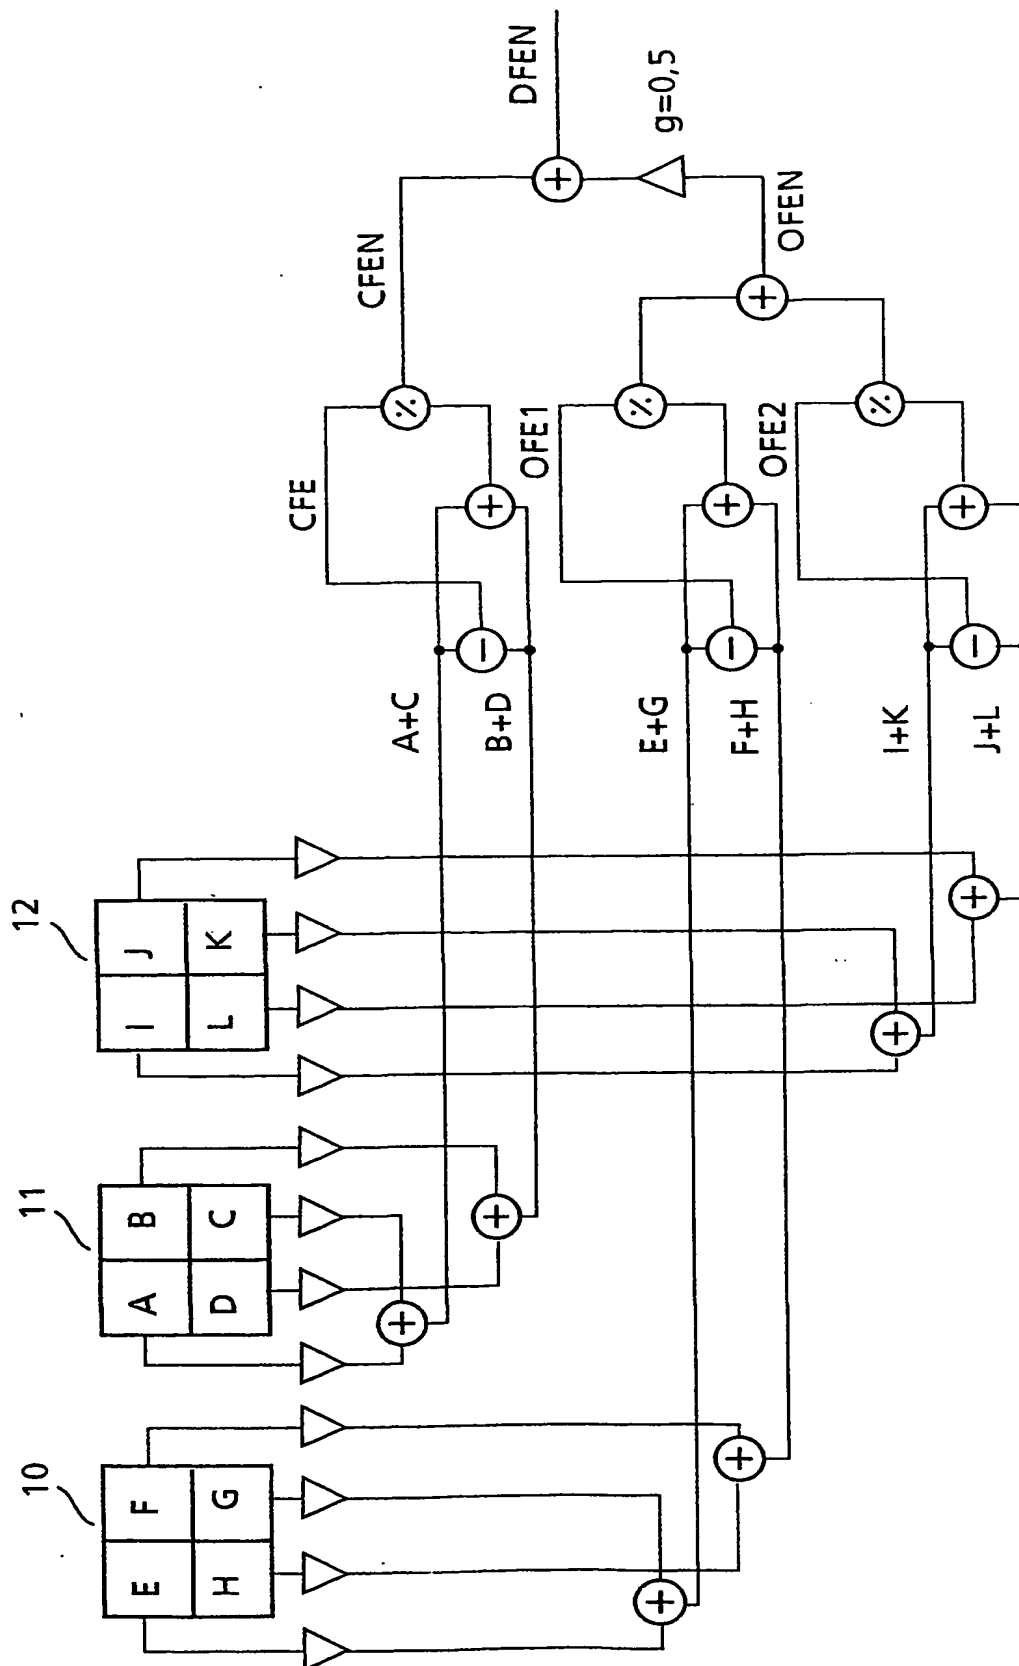 10
11
12
E F
H G
A B
D C
I J
L K
+
+
+
+
+
+
A+C
B+D
E+G
F+H
I+K
J+L
−
−
−
+
+
+
CFE
OFE1
OFE2
%
%
%
CFEN
+
OFEN
g=0,5
+
DFEN